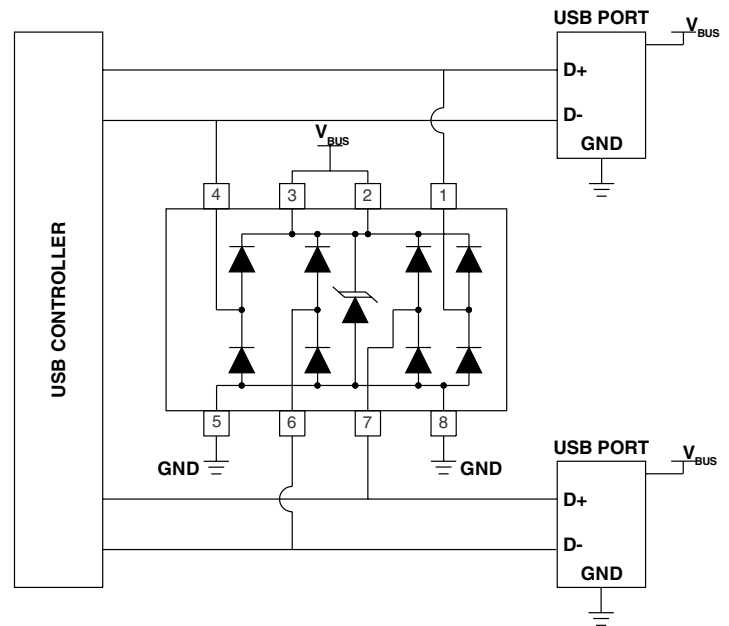 USB PORT
VBUS
D+
D-
GND
VBUS
4
3
2
1
USB CONTROLLER
5
6
7
8
GND
GND
USB PORT
VBUS
D+
D-
GND